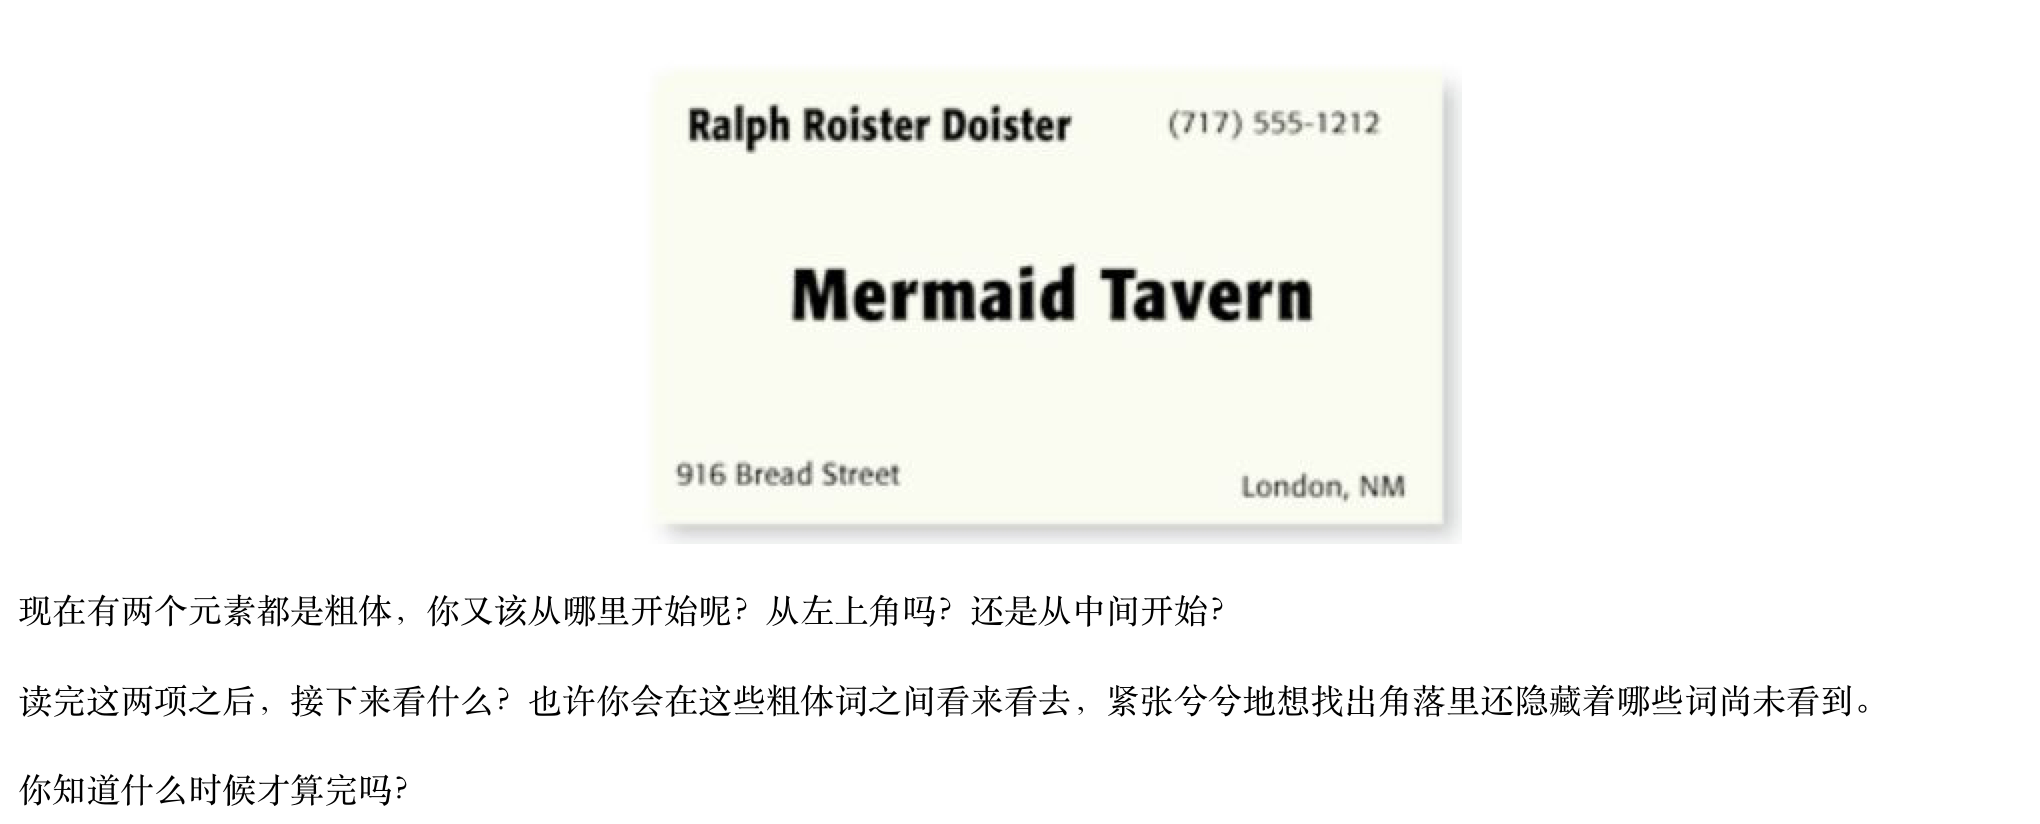 Ralph Roister Doister
(717) 555-1212
Mermaid Tavern
916 Bread Street
London, NM
现在有两个元素都是粗体，你又该从哪里开始呢？从左上角吗？还是从中间开始？
读完这两项之后，接下来看什么？也许你会在这些粗体词之间看来看去，紧张兮兮地想找出角落里还隐藏着哪些词尚未看到。
你知道什么时候才算完吗？